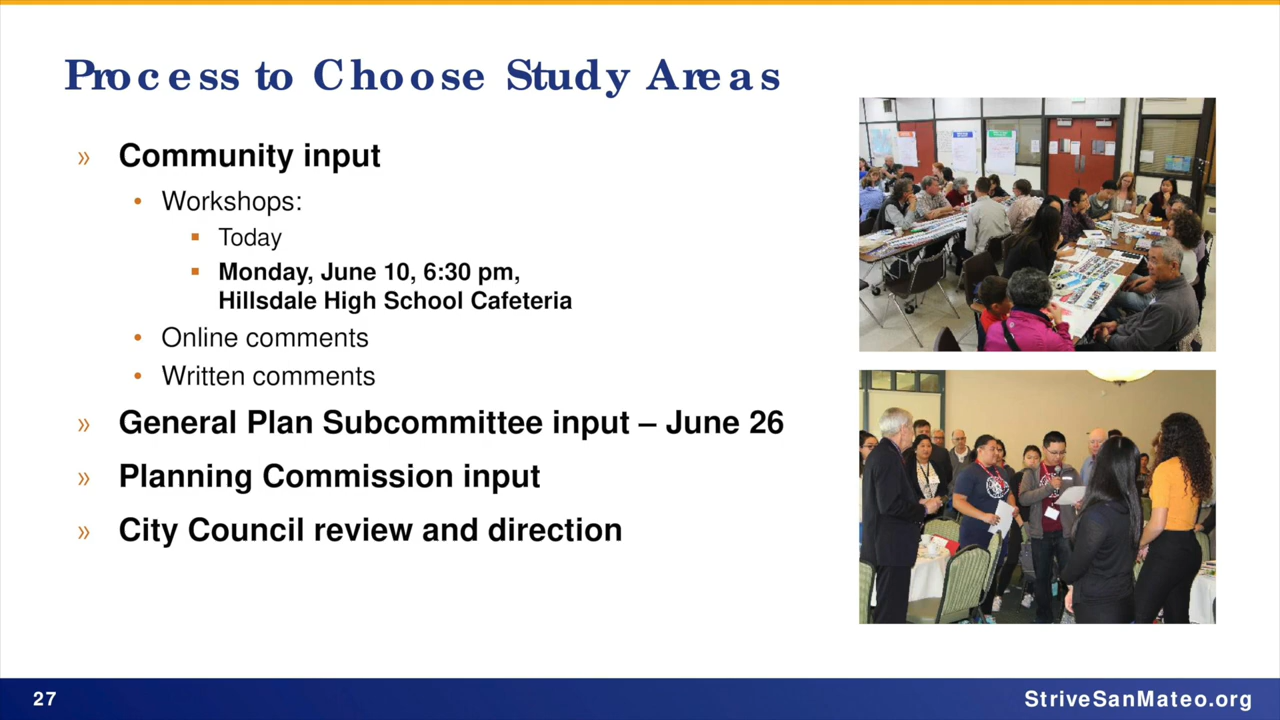 Process to Choose Study Areas
» Community input
• Workshops:
▪ Today
▪ Monday, June 10, 6:30 pm,
Hillsdale High School Cafeteria
• Online comments
• Written comments
» General Plan Subcommittee input – June 26
» Planning Commission input
» City Council review and direction
27
StriveSanMateo.org